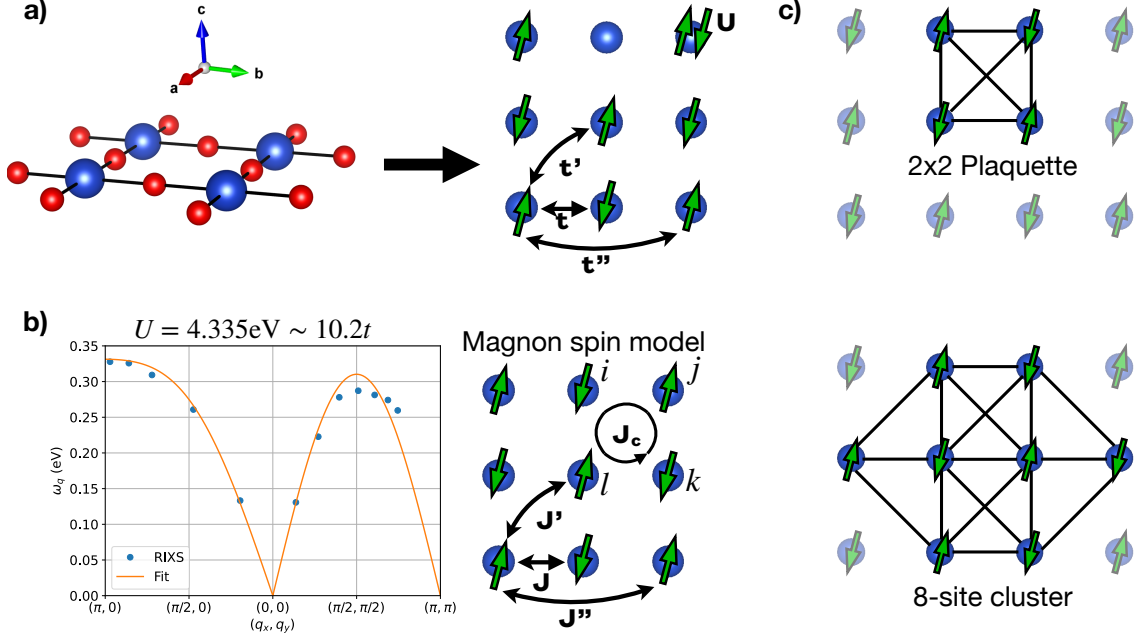 a)
c
b
a
U
t'
t
t"
b)
U = 4.335eV ~ 10.2t
0.35
0.30
0.25
0.20
0.15
0.10
0.05
0.00
ω_q (eV)
RIXS
Fit
(π, 0)
(π/2, 0)
(0, 0)
(π/2, π/2)
(π, π)
(q_x, q_y)
Magnon spin model
i
j
J_c
l
k
J'
J
J"
c)
2x2 Plaquette
8-site cluster